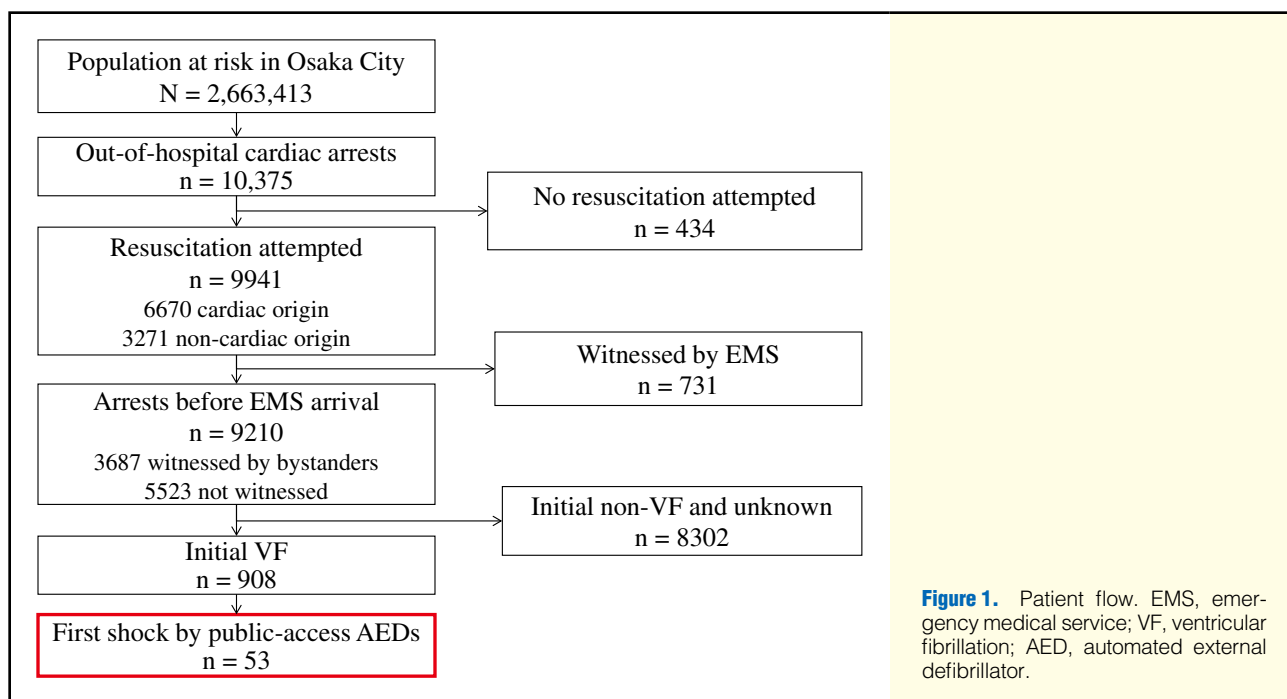 Population at risk in Osaka City
N = 2,663,413
Out-of-hospital cardiac arrests
n = 10,375
No resuscitation attempted
n = 434
Resuscitation attempted
n = 9941
6670 cardiac origin
3271 non-cardiac origin
Witnessed by EMS
n = 731
Arrests before EMS arrival
n = 9210
3687 witnessed by bystanders
5523 not witnessed
Initial non-VF and unknown
n = 8302
Initial VF
n = 908
First shock by public-access AEDs
n = 53
Figure 1. Patient flow. EMS, emer-
gency medical service; VF, ventricular
fibrillation; AED, automated external
defibrillator.